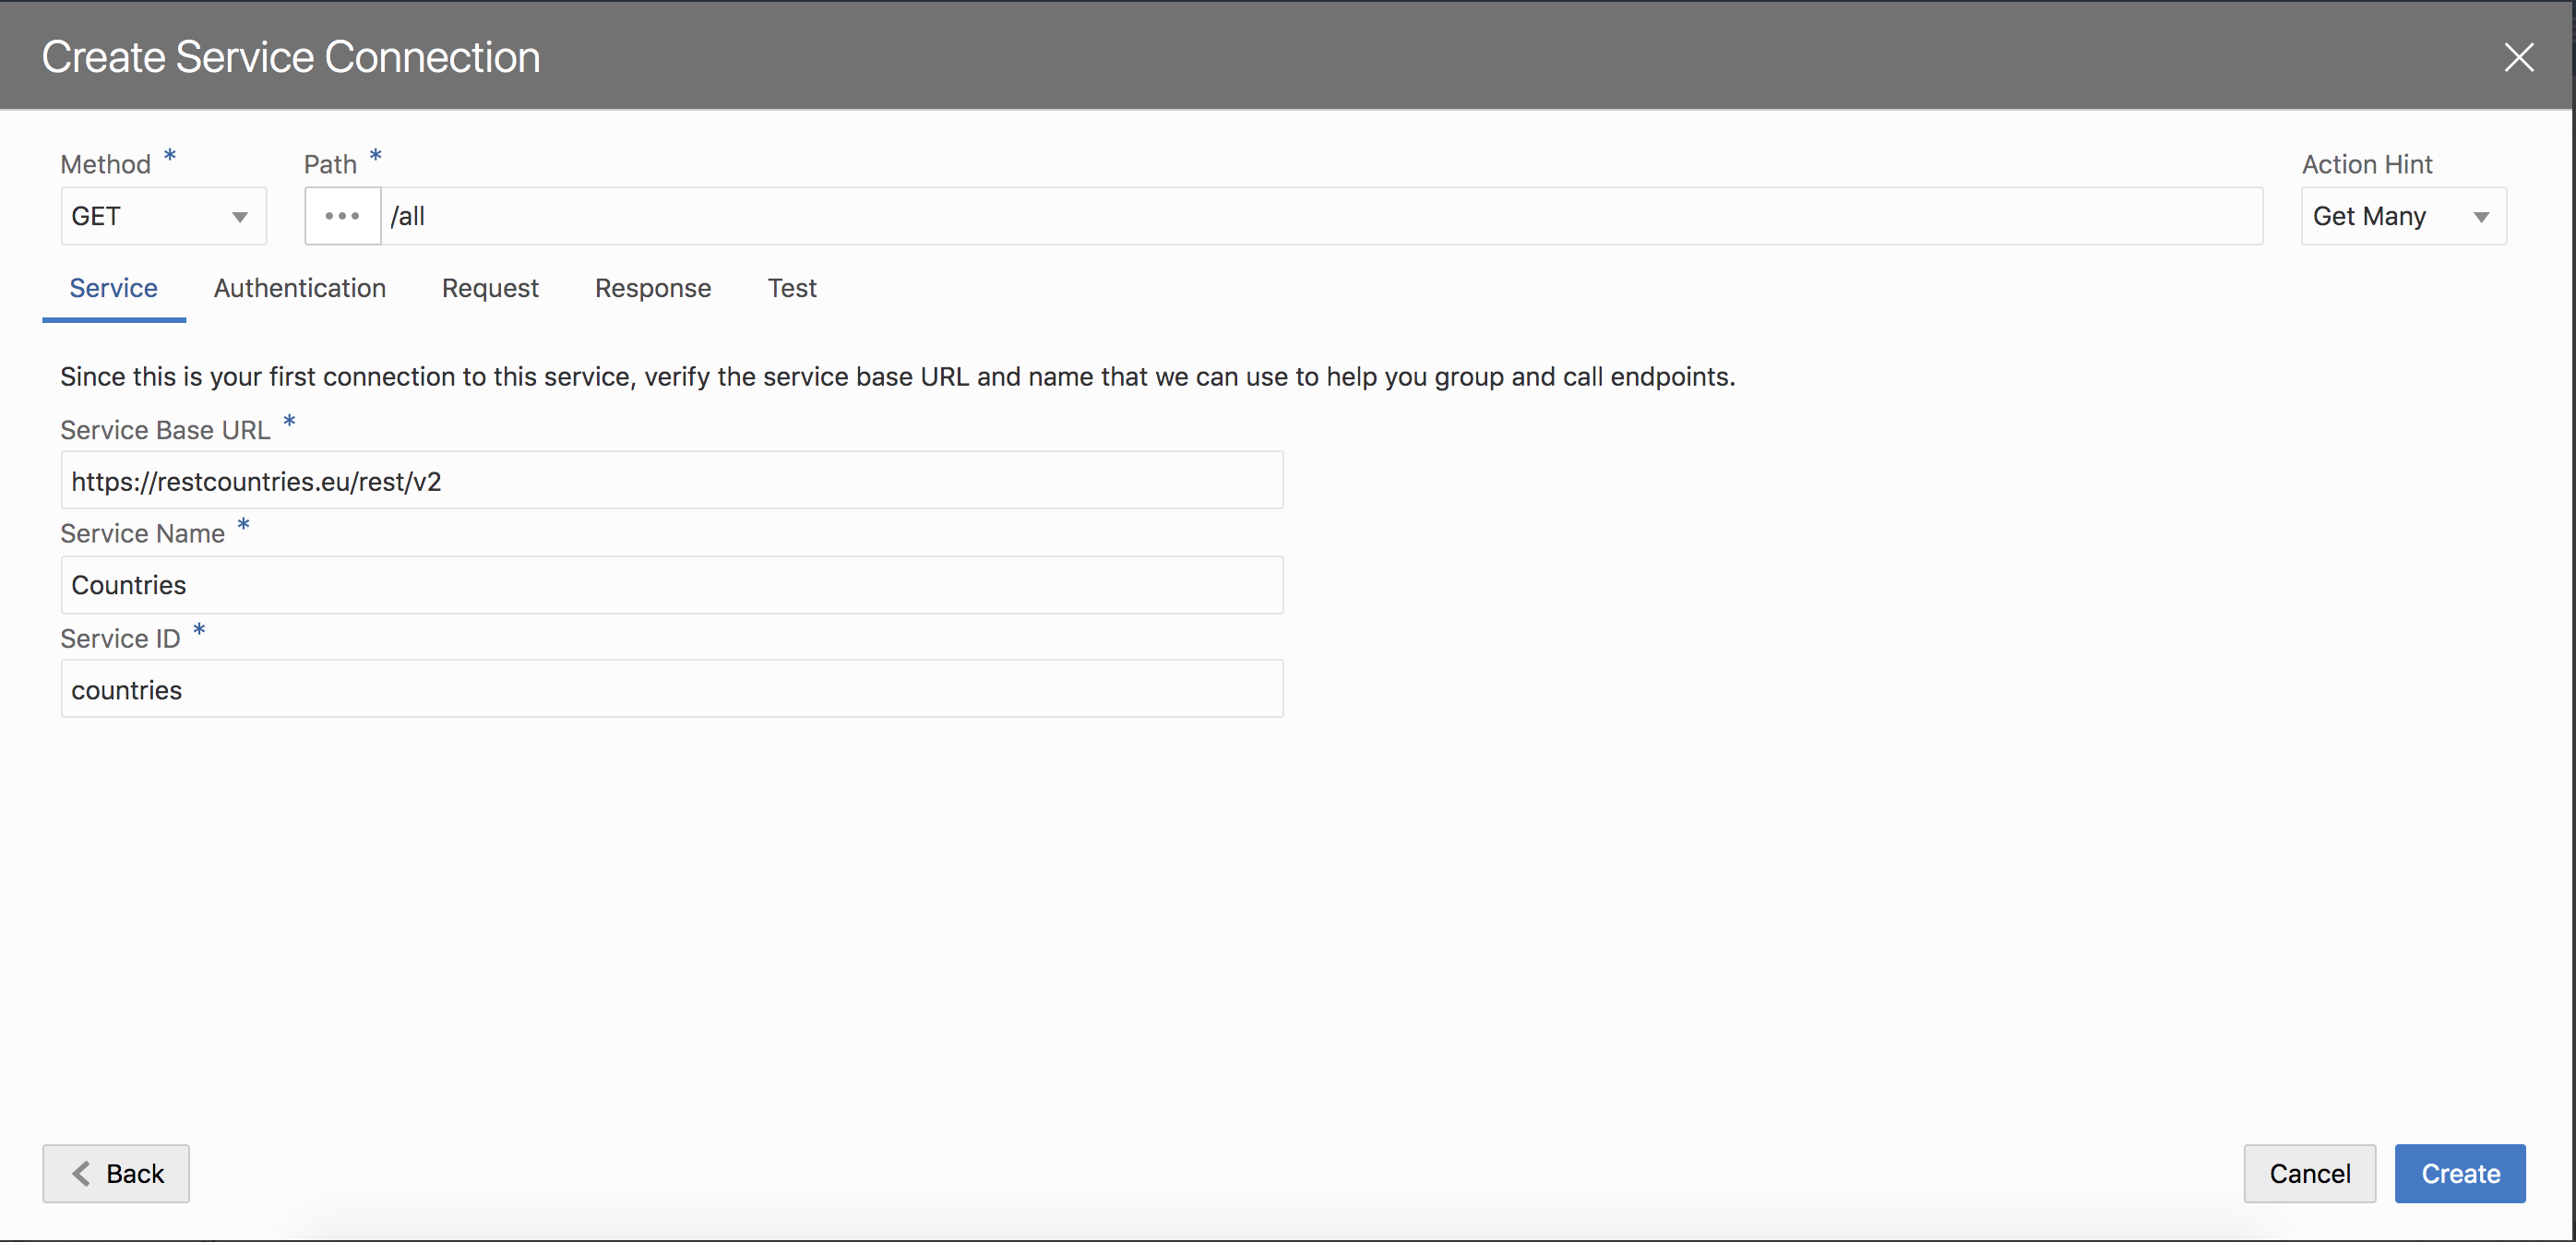 Create Service Connection
Method * Path * Action Hint
GET ••• /all Get Many
Service Authentication Request Response Test
Since this is your first connection to this service, verify the service base URL and name that we can use to help you group and call endpoints.
Service Base URL *
https://restcountries.eu/rest/v2
Service Name *
Countries
Service ID *
countries
Back Cancel Create